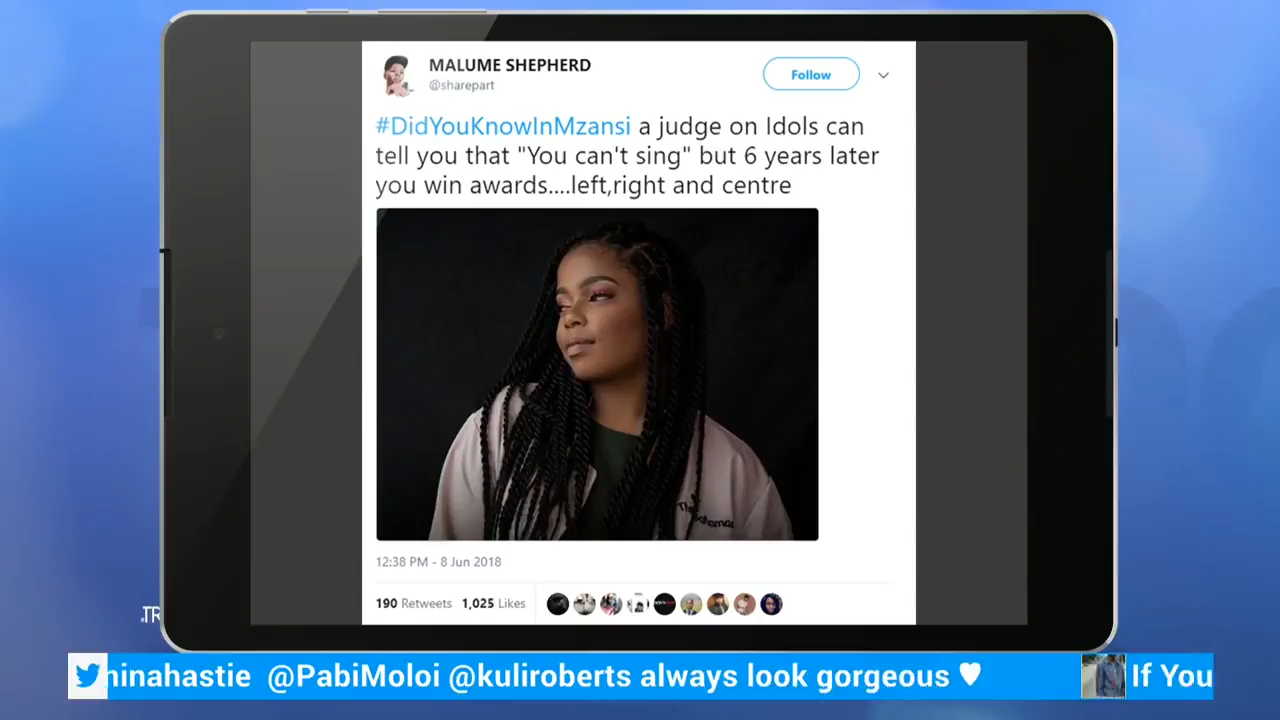 MALUME SHEPHERD
@sharepart
Follow
#DidYouKnowInMzansi a judge on Idols can
tell you that "You can't sing" but 6 years later
you win awards....left,right and centre
12:38 PM - 8 Jun 2018
190 Retweets 1,025 Likes
.TR
ninahastie @PabiMoloi @kuliroberts always look gorgeous ♥ If You